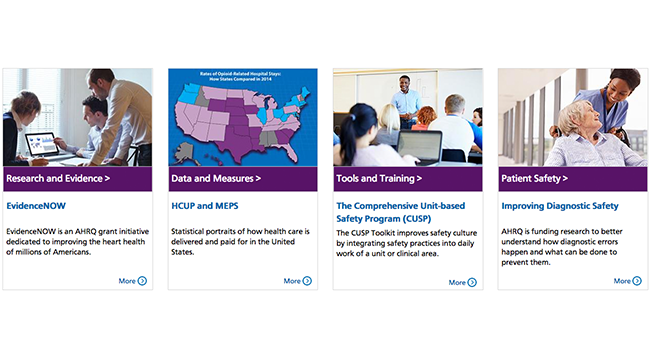 Research and Evidence >
EvidenceNOW
EvidenceNOW is an AHRQ grant initiative
dedicated to improving the heart health
of millions of Americans.
More
Rates of Opioid-Related Hospital Stays:
How States Compared in 2014
Data and Measures >
HCUP and MEPS
Statistical portraits of how health care is
delivered and paid for in the United
States.
More
Tools and Training >
The Comprehensive Unit-based
Safety Program (CUSP)
The CUSP Toolkit improves safety culture
by integrating safety practices into daily
work of a unit or clinical area.
More
Patient Safety >
Improving Diagnostic Safety
AHRQ is funding research to better
understand how diagnostic errors
happen and what can be done to
prevent them.
More